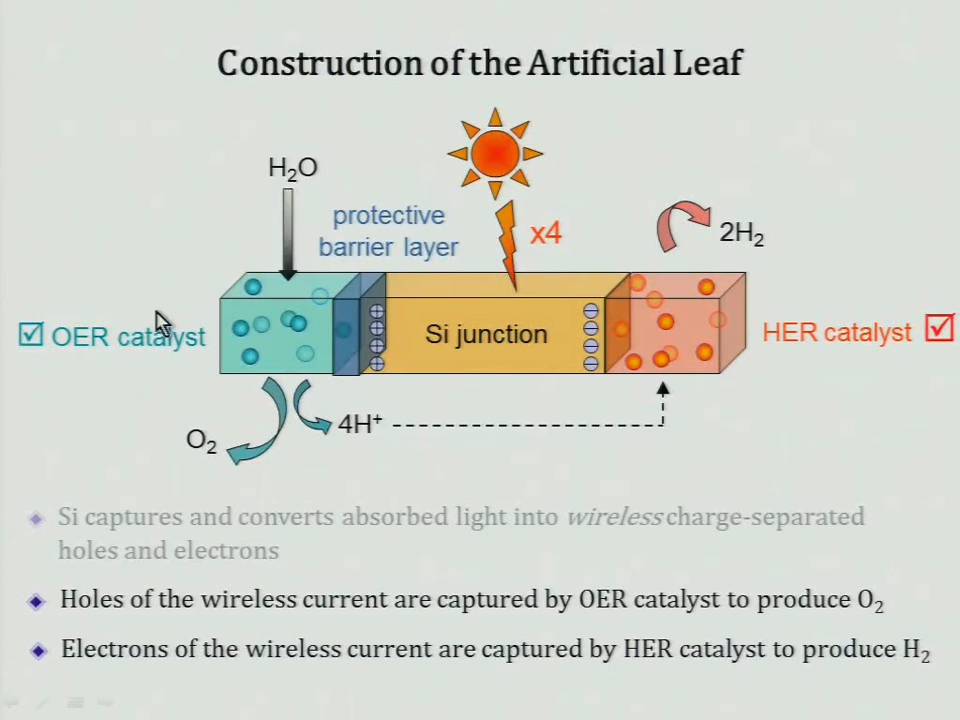 Construction of the Artificial Leaf
H₂O
protective
barrier layer
x4
2H₂
OER catalyst
Si junction
HER catalyst
O₂
4H⁺
Si captures and converts absorbed light into wireless charge-separated
holes and electrons
Holes of the wireless current are captured by OER catalyst to produce O₂
Electrons of the wireless current are captured by HER catalyst to produce H₂